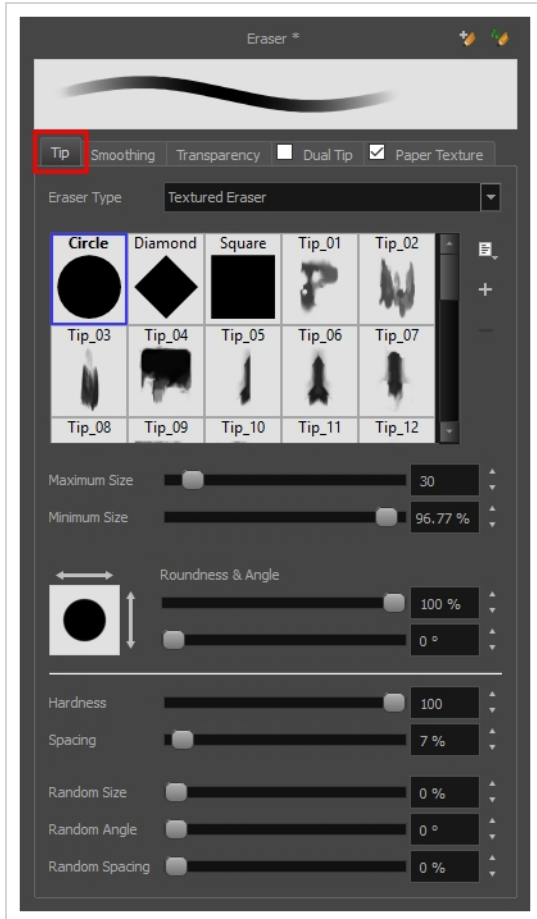 Eraser *
Tip Smoothing Transparency Dual Tip Paper Texture
Eraser Type Textured Eraser
Circle Diamond Square Tip_01 Tip_02
Tip_03 Tip_04 Tip_05 Tip_06 Tip_07
Tip_08 Tip_09 Tip_10 Tip_11 Tip_12
Maximum Size 30
Minimum Size 96.77 %
Roundness & Angle
100 %
0 °
Hardness 100
Spacing 7 %
Random Size 0 %
Random Angle 0 °
Random Spacing 0 %